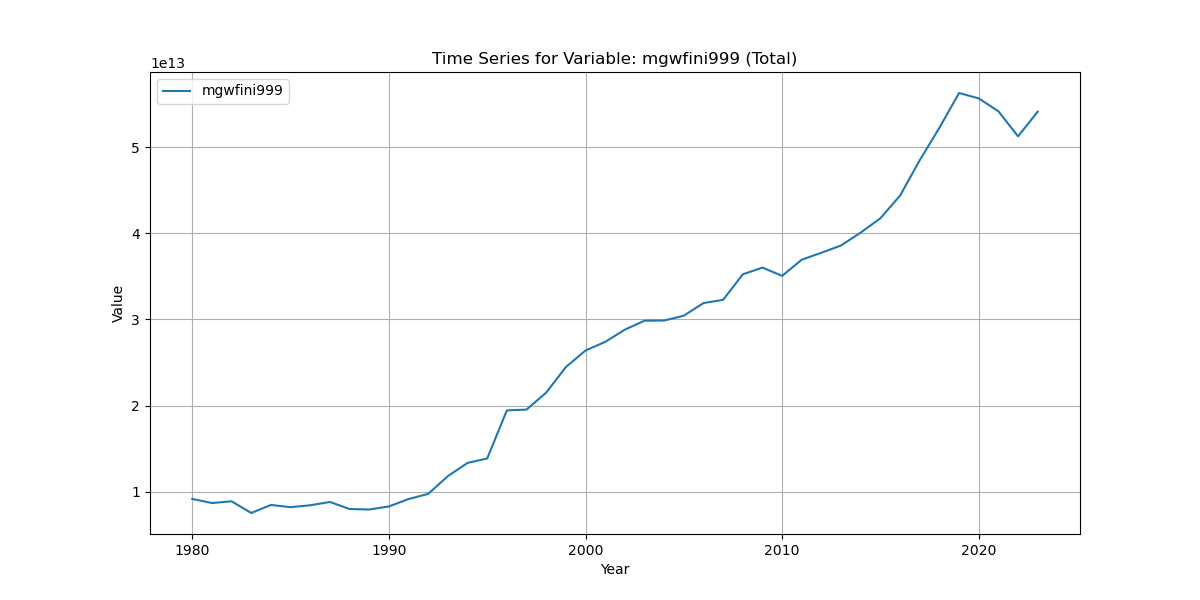 Time Series for Variable: mgwfini999 (Total)
1e13
mgwfini999
5
4
3
2
1
Value
1980 1990 2000 2010 2020
Year